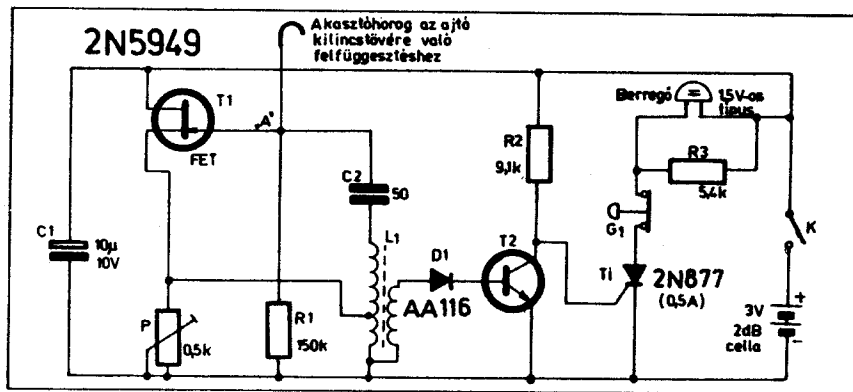 2N5949
A kasztóhorog az ajtó
kilincstövére való
felfüggesztéshez
T1
„A"
FET
Berregő
1,5V-os
típus
R2
9,1k
R3
5,4k
C2
50
C1
10µ
10V
L1
D1
T2
G1
K
Ti
2N877
(0,5A)
AA116
P
0,5k
R1
150k
3V
2dB
cella
+
-